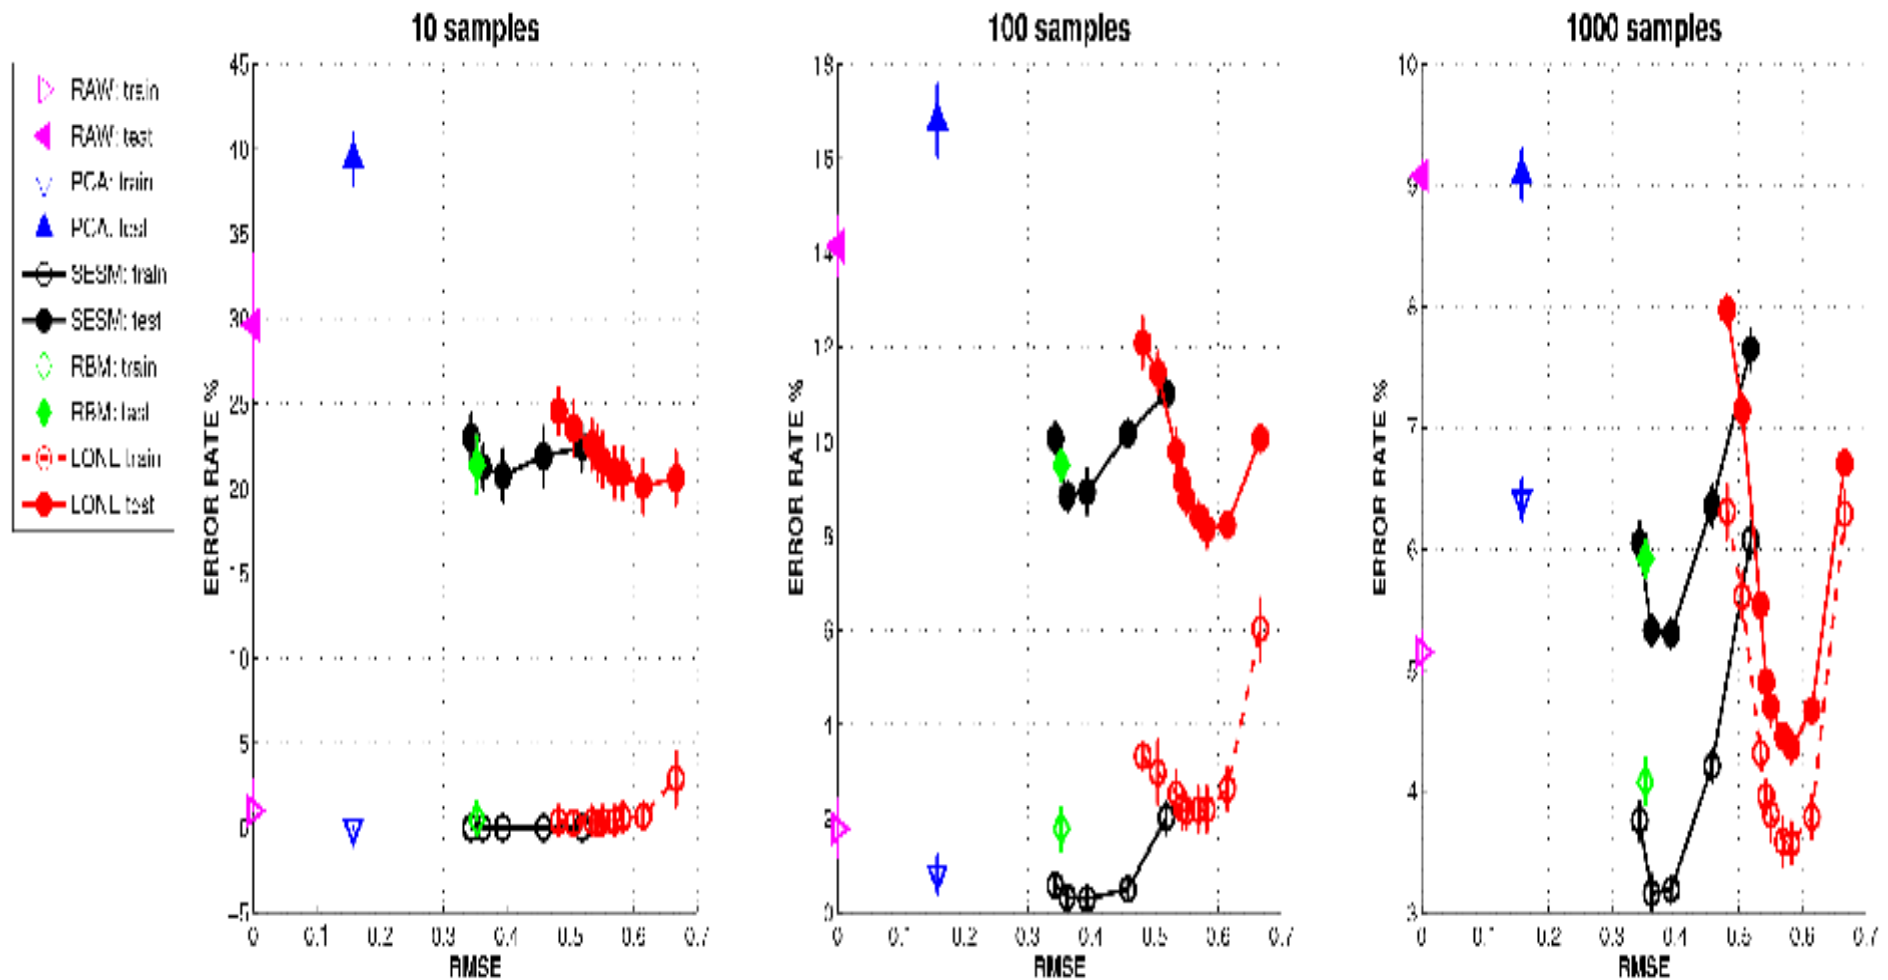 10 samples
100 samples
1000 samples
RAW: train
RAW: test
PCA: train
PCA: test
SESM: train
SESM: test
RBM: train
RBM: test
LONL train
LONL test
ERROR RATE %
45
40
35
30
25
20
15
10
5
0
-5
0 0.1 0.2 0.3 0.4 0.5 0.6 0.7
RMSE
ERROR RATE %
18
16
14
12
10
8
6
4
2
0
0 0.1 0.2 0.3 0.4 0.5 0.6 0.7
RMSE
ERROR RATE %
10
9
8
7
6
5
4
3
0 0.1 0.2 0.3 0.4 0.5 0.6 0.7
RMSE